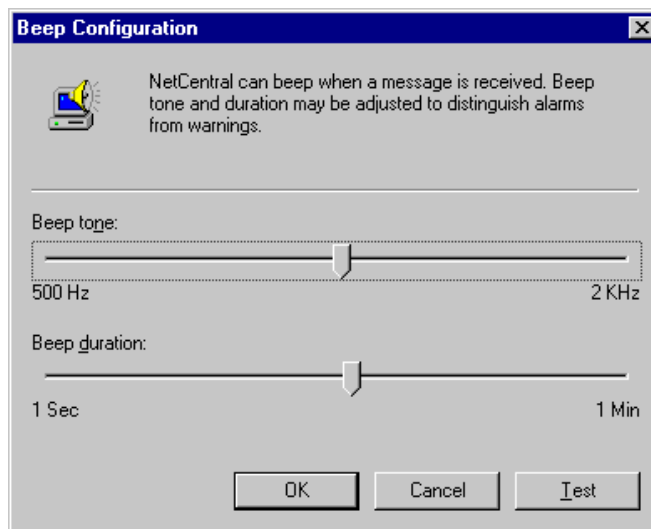 Beep Configuration
NetCentral can beep when a message is received. Beep
tone and duration may be adjusted to distinguish alarms
from warnings.
Beep tone:
500 Hz 2 KHz
Beep duration:
1 Sec 1 Min
OK Cancel Test